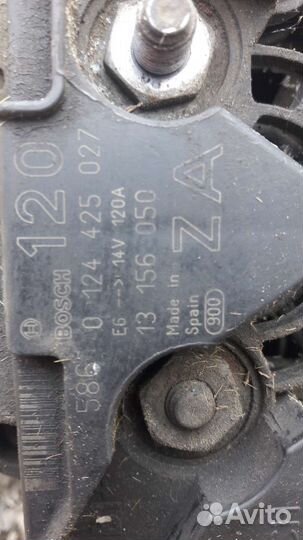 120
BOSCH
586 0 124 425 027
E6 --> 14V 120A
13 156 050
ZA
Made in
Spain
900
Avito